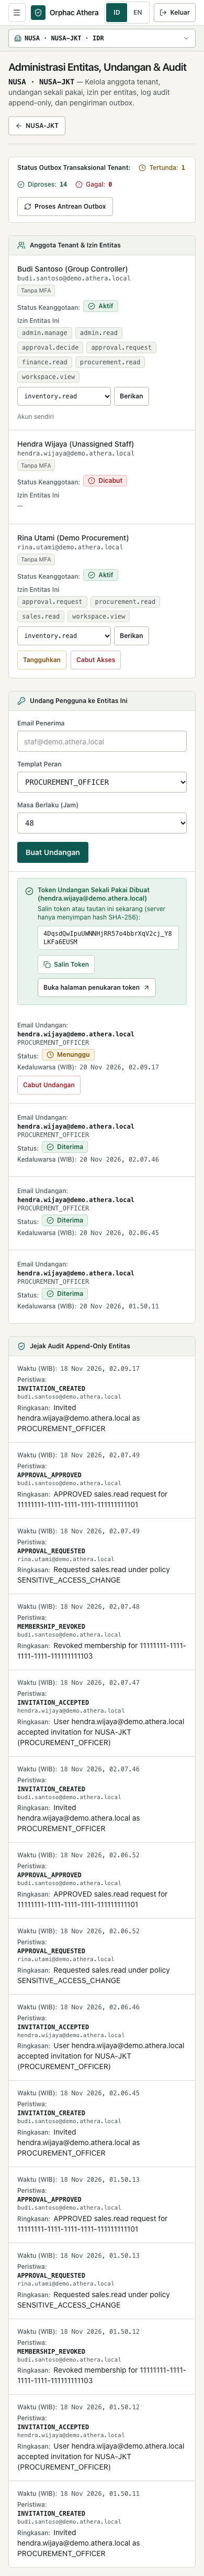 Orphac Athera ID EN Keluar
NUSA · NUSA-JKT · IDR
Administrasi Entitas, Undangan & Audit
NUSA · NUSA-JKT — Kelola anggota tenant,
undangan sekali pakai, izin per entitas, log audit
append-only, dan pengiriman outbox.
← NUSA-JKT
Status Outbox Transaksional Tenant: Tertunda: 1
Diproses: 14 Gagal: 0
Proses Antrean Outbox
Anggota Tenant & Izin Entitas
Budi Santoso (Group Controller)
budi.santoso@demo.athera.local
Tanpa MFA
Status Keanggotaan: Aktif
Izin Entitas Ini
admin.manage admin.read
approval.decide approval.request
finance.read procurement.read
workspace.view
inventory.read Berikan
Akun sendiri
Hendra Wijaya (Unassigned Staff)
hendra.wijaya@demo.athera.local
Tanpa MFA
Status Keanggotaan: Dicabut
Izin Entitas Ini
—
Rina Utami (Demo Procurement)
rina.utami@demo.athera.local
Tanpa MFA
Status Keanggotaan: Aktif
Izin Entitas Ini
approval.request procurement.read
sales.read workspace.view
inventory.read Berikan
Tangguhkan Cabut Akses
Undang Pengguna ke Entitas Ini
Email Penerima
staf@demo.athera.local
Templat Peran
PROCUREMENT_OFFICER
Masa Berlaku (Jam)
48
Buat Undangan
Token Undangan Sekali Pakai Dibuat
(hendra.wijaya@demo.athera.local)
Salin token atau tautan ini sekarang (server
hanya menyimpan hash SHA-256):
4DqsdQwIpuUWNNHjRR57o4bbrXqV2cj_Y8
LKFa6EUSM
Salin Token
Buka halaman penukaran token ↗
Email Undangan:
hendra.wijaya@demo.athera.local
PROCUREMENT_OFFICER
Status: Menunggu
Kedaluwarsa (WIB): 20 Nov 2026, 02.09.17
Cabut Undangan
Email Undangan:
hendra.wijaya@demo.athera.local
PROCUREMENT_OFFICER
Status: Diterima
Kedaluwarsa (WIB): 20 Nov 2026, 02.07.46
Email Undangan:
hendra.wijaya@demo.athera.local
PROCUREMENT_OFFICER
Status: Diterima
Kedaluwarsa (WIB): 20 Nov 2026, 02.06.45
Email Undangan:
hendra.wijaya@demo.athera.local
PROCUREMENT_OFFICER
Status: Diterima
Kedaluwarsa (WIB): 20 Nov 2026, 01.50.11
Jejak Audit Append-Only Entitas
Waktu (WIB): 18 Nov 2026, 02.09.17
Peristiwa:
INVITATION_CREATED
budi.santoso@demo.athera.local
Ringkasan: Invited
hendra.wijaya@demo.athera.local as
PROCUREMENT_OFFICER
Waktu (WIB): 18 Nov 2026, 02.07.49
Peristiwa:
APPROVAL_APPROVED
budi.santoso@demo.athera.local
Ringkasan: APPROVED sales.read request for
11111111-1111-1111-1111-111111111101
Waktu (WIB): 18 Nov 2026, 02.07.49
Peristiwa:
APPROVAL_REQUESTED
rina.utami@demo.athera.local
Ringkasan: Requested sales.read under policy
SENSITIVE_ACCESS_CHANGE
Waktu (WIB): 18 Nov 2026, 02.07.48
Peristiwa:
MEMBERSHIP_REVOKED
budi.santoso@demo.athera.local
Ringkasan: Revoked membership for 11111111-1111-
1111-1111-111111111103
Waktu (WIB): 18 Nov 2026, 02.07.47
Peristiwa:
INVITATION_ACCEPTED
hendra.wijaya@demo.athera.local
Ringkasan: User hendra.wijaya@demo.athera.local
accepted invitation for NUSA-JKT
(PROCUREMENT_OFFICER)
Waktu (WIB): 18 Nov 2026, 02.07.46
Peristiwa:
INVITATION_CREATED
budi.santoso@demo.athera.local
Ringkasan: Invited
hendra.wijaya@demo.athera.local as
PROCUREMENT_OFFICER
Waktu (WIB): 18 Nov 2026, 02.06.52
Peristiwa:
APPROVAL_APPROVED
budi.santoso@demo.athera.local
Ringkasan: APPROVED sales.read request for
11111111-1111-1111-1111-111111111101
Waktu (WIB): 18 Nov 2026, 02.06.52
Peristiwa:
APPROVAL_REQUESTED
rina.utami@demo.athera.local
Ringkasan: Requested sales.read under policy
SENSITIVE_ACCESS_CHANGE
Waktu (WIB): 18 Nov 2026, 02.06.46
Peristiwa:
INVITATION_ACCEPTED
hendra.wijaya@demo.athera.local
Ringkasan: User hendra.wijaya@demo.athera.local
accepted invitation for NUSA-JKT
(PROCUREMENT_OFFICER)
Waktu (WIB): 18 Nov 2026, 02.06.45
Peristiwa:
INVITATION_CREATED
budi.santoso@demo.athera.local
Ringkasan: Invited
hendra.wijaya@demo.athera.local as
PROCUREMENT_OFFICER
Waktu (WIB): 18 Nov 2026, 01.50.13
Peristiwa:
APPROVAL_APPROVED
budi.santoso@demo.athera.local
Ringkasan: APPROVED sales.read request for
11111111-1111-1111-1111-111111111101
Waktu (WIB): 18 Nov 2026, 01.50.13
Peristiwa:
APPROVAL_REQUESTED
rina.utami@demo.athera.local
Ringkasan: Requested sales.read under policy
SENSITIVE_ACCESS_CHANGE
Waktu (WIB): 18 Nov 2026, 01.50.12
Peristiwa:
MEMBERSHIP_REVOKED
budi.santoso@demo.athera.local
Ringkasan: Revoked membership for 11111111-1111-
1111-1111-111111111103
Waktu (WIB): 18 Nov 2026, 01.50.12
Peristiwa:
INVITATION_ACCEPTED
hendra.wijaya@demo.athera.local
Ringkasan: User hendra.wijaya@demo.athera.local
accepted invitation for NUSA-JKT
(PROCUREMENT_OFFICER)
Waktu (WIB): 18 Nov 2026, 01.50.11
Peristiwa:
INVITATION_CREATED
budi.santoso@demo.athera.local
Ringkasan: Invited
hendra.wijaya@demo.athera.local as
PROCUREMENT_OFFICER